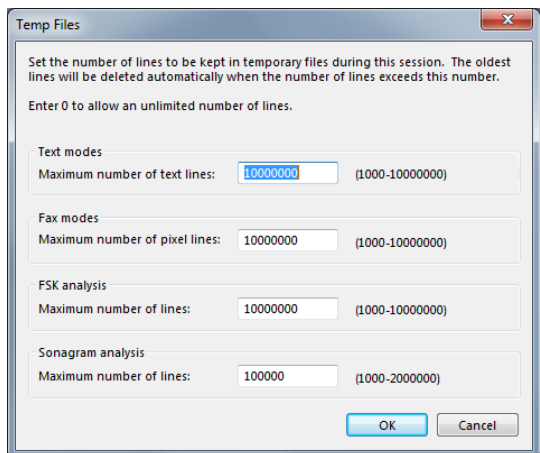 Temp Files
Set the number of lines to be kept in temporary files during this session.  The oldest
lines will be deleted automatically when the number of lines exceeds this number.
Enter 0 to allow an unlimited number of lines.
Text modes
Maximum number of text lines: 10000000 (1000-10000000)
Fax modes
Maximum number of pixel lines: 10000000 (1000-10000000)
FSK analysis
Maximum number of lines: 10000000 (1000-10000000)
Sonagram analysis
Maximum number of lines: 100000 (1000-2000000)
OK Cancel